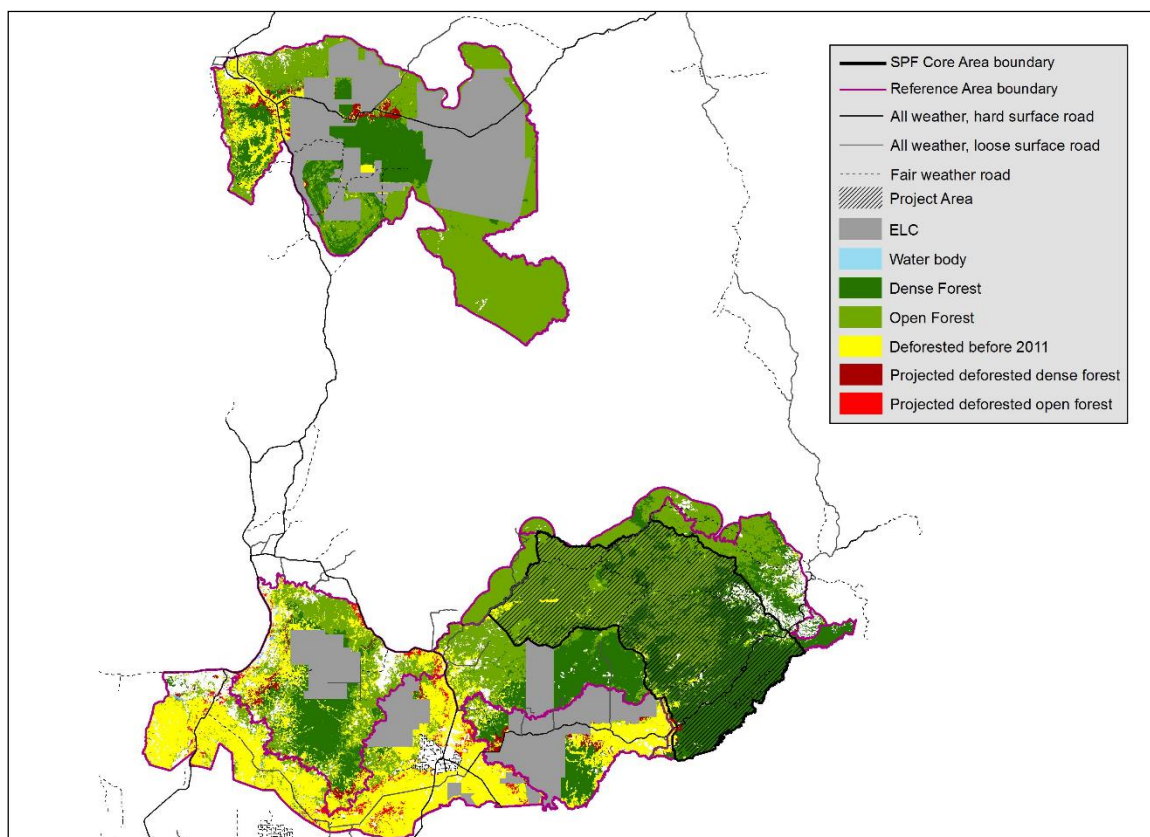 SPF Core Area boundary
Reference Area boundary
All weather, hard surface road
All weather, loose surface road
Fair weather road
Project Area
ELC
Water body
Dense Forest
Open Forest
Deforested before 2011
Projected deforested dense forest
Projected deforested open forest